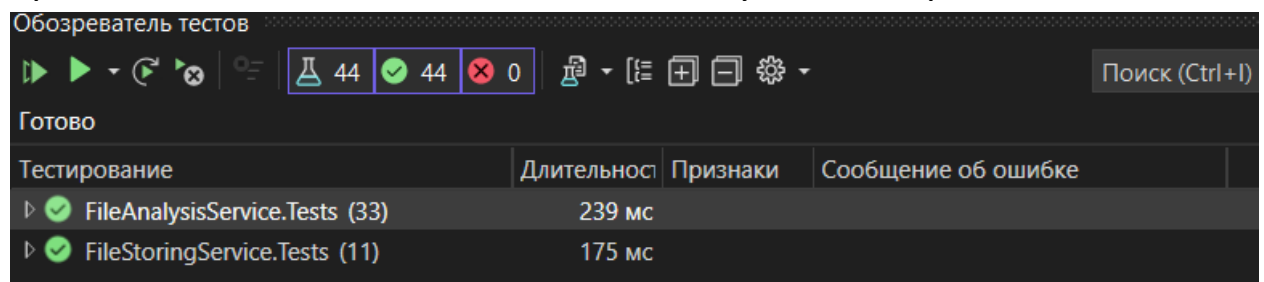 Обозреватель тестов
44 44 0 Поиск (Ctrl+I)
Готово
Тестирование Длительност Признаки Сообщение об ошибке
FileAnalysisService.Tests (33) 239 мс
FileStoringService.Tests (11) 175 мс